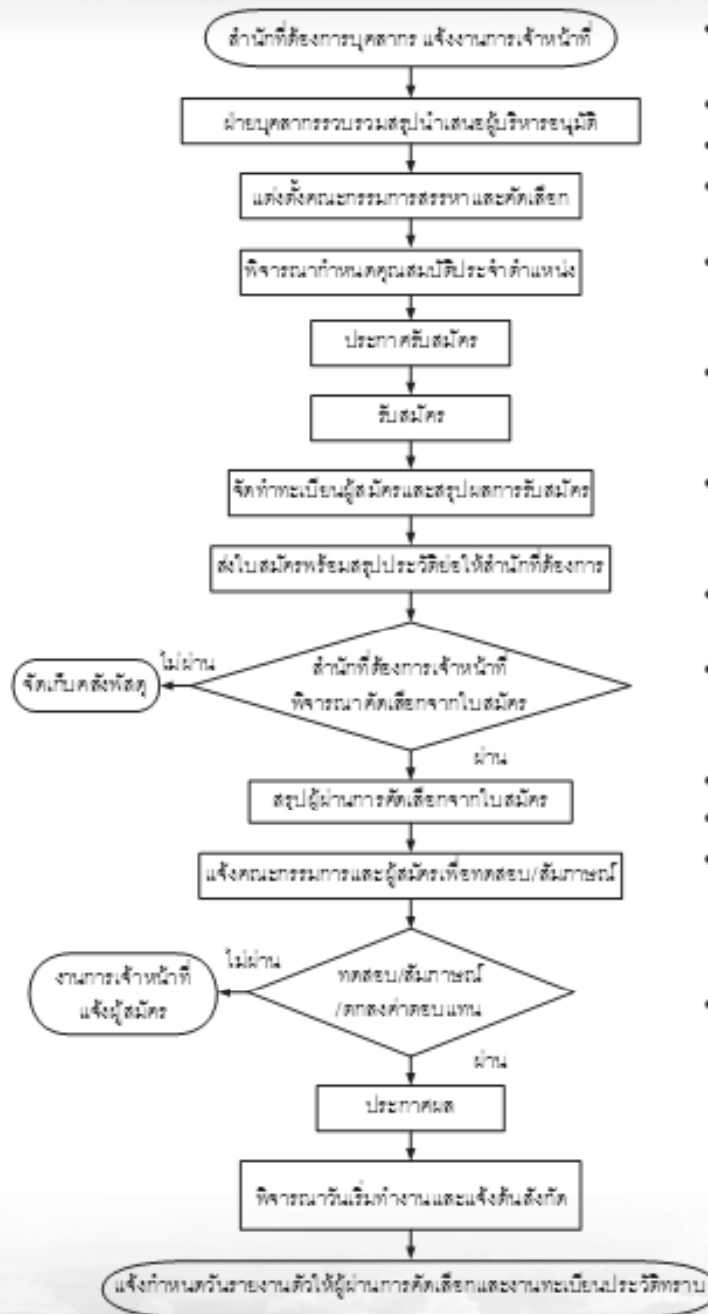 สำนักที่ต้องการบุคลากร แจ้งงานการเจ้าหน้าที่
ฝ่ายบุคลากรรวบรวมสรุปนำเสนอผู้บริหารอนุมัติ
แต่งตั้งคณะกรรมการสรรหาและคัดเลือก
พิจารณากำหนดคุณสมบัติประจำตำแหน่ง
ประกาศรับสมัคร
รับสมัคร
จัดทำทะเบียนผู้สมัครและสรุปผลการรับสมัคร
ส่งใบสมัครพร้อมสรุปประวัติย่อให้สำนักที่ต้องการ
สำนักที่ต้องการเจ้าหน้าที่
พิจารณาคัดเลือกจากใบสมัคร
ไม่ผ่าน
จัดเก็บคลังพัสดุ
ผ่าน
สรุปผู้ผ่านการคัดเลือกจากใบสมัคร
แจ้งคณะกรรมการและผู้สมัครเพื่อทดสอบ/สัมภาษณ์
ทดสอบ/สัมภาษณ์
/ตกลงค่าตอบแทน
ไม่ผ่าน
งานการเจ้าหน้าที่
แจ้งผู้สมัคร
ผ่าน
ประกาศผล
พิจารณาวันเริ่มทำงานและแจ้งต้นสังกัด
แจ้งกำหนดวันรายงานตัวให้ผู้ผ่านการคัดเลือกและงานทะเบียนประวัติทราบ